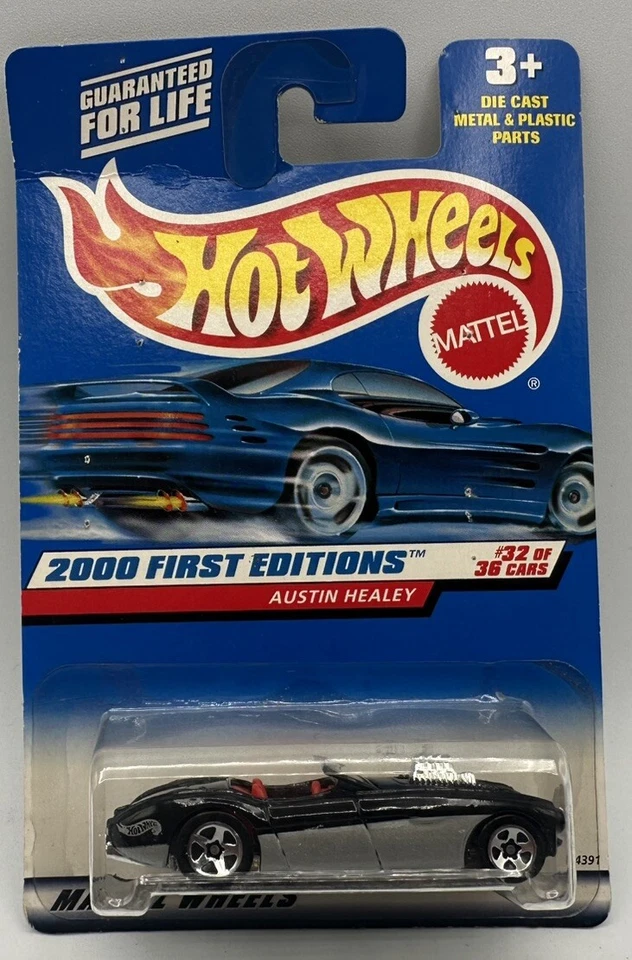 GUARANTEED
FOR LIFE
3+
DIE CAST
METAL & PLASTIC
PARTS
HOT WHEELS
MATTEL
®
2000 FIRST EDITIONS™
#32 OF
36 CARS
AUSTIN HEALEY
HOT WHEELS
4391
WHEELS